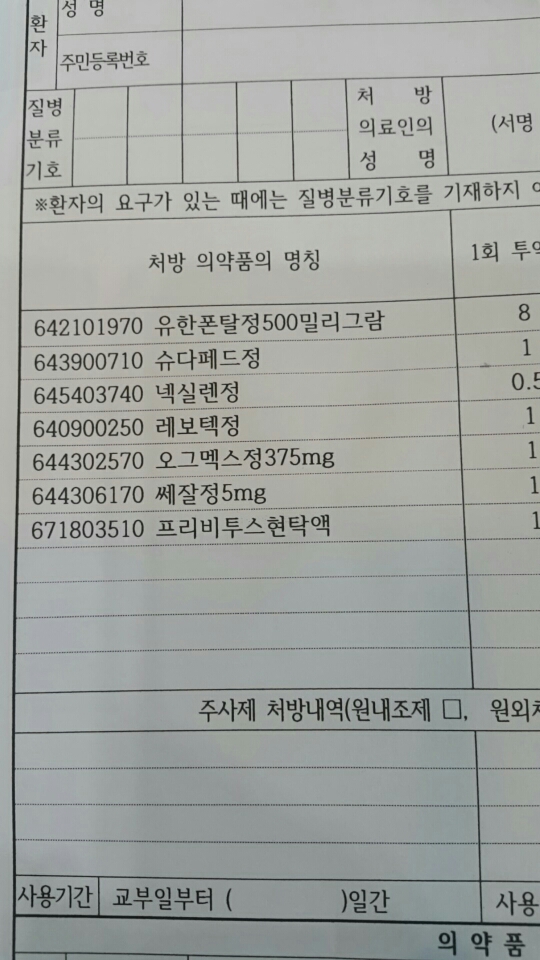 환
자
성 명
주민등록번호
질병
분류
기호
처 방
의료인의
성 명
(서명
※환자의 요구가 있는 때에는 질병분류기호를 기재하지
처방 의약품의 명칭
1회 투
642101970 유한폰탈정500밀리그람 8
643900710 슈다페드정 1
645403740 넥실렌정 0.5
640900250 레보텍정 1
644302570 오그멕스정375mg 1
644306170 쎄잘정5mg 1
671803510 프리비투스현탁액 1
주사제 처방내역(원내조제 □, 원외
사용기간 교부일부터 ( )일간 사용
의 약 품